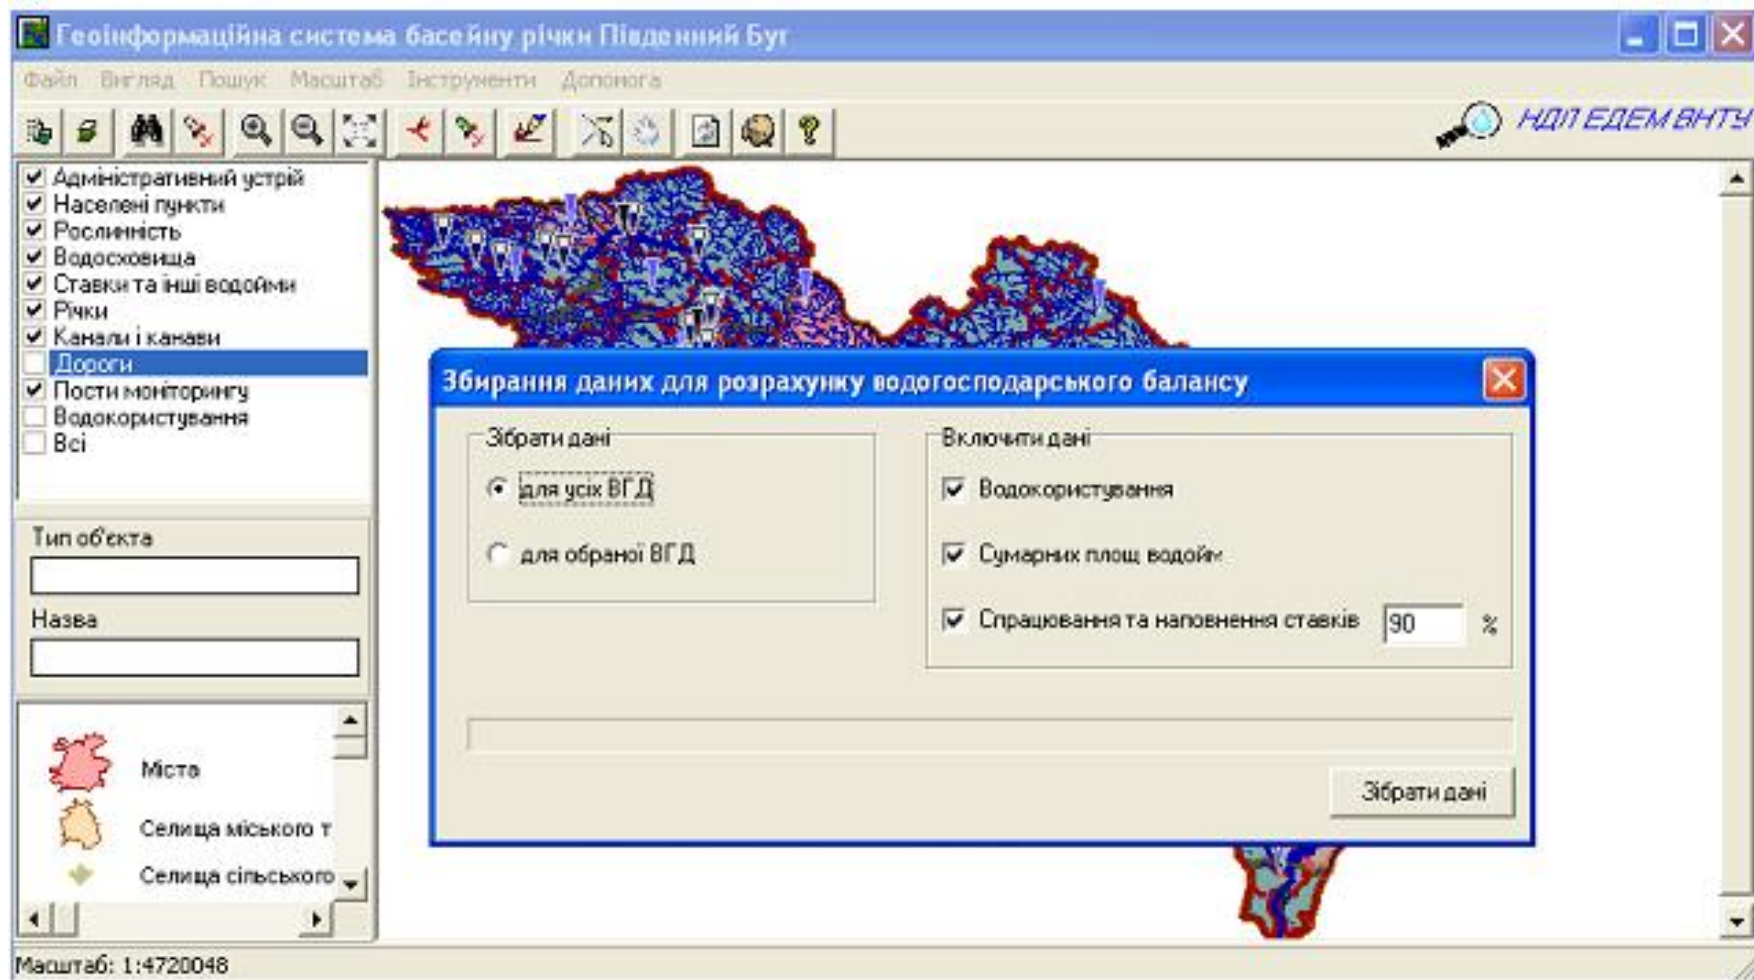 Геоінформаційна система басейну річки Південний Буг
Файл Вигляд Пошук Масштаб Інструменти Допомога
НДЛ ЕДЕМ ВНТУ
Адміністративний устрій
Населені пункти
Рослинність
Водосховища
Ставки та інші водойми
Річки
Канали і канави
Дороги
Пости моніторингу
Водокористування
Всі
Тип об'єкта
Назва
Міста
Селища міського т
Селища сільського
Масштаб: 1:4720048
Збирання даних для розрахунку водогосподарського балансу
Зібрати дані
для усіх ВГД
для обраної ВГД
Включити дані
Водокористування
Сумарних площ водойм
Спрацювання та наповнення ставків 90 %
Зібрати дані